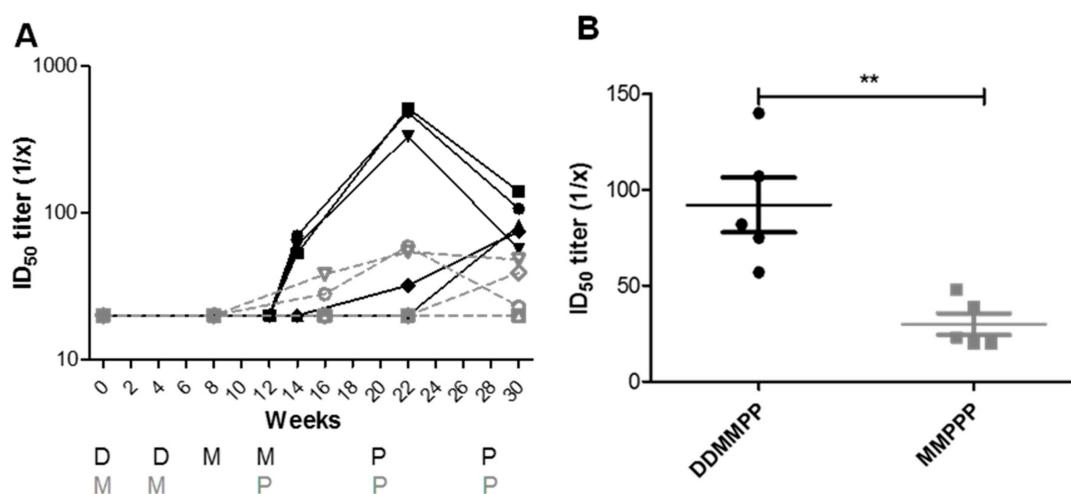 A
1000
100
10
ID50 titer (1/x)
0 2 4 6 8 10 12 14 16 18 20 22 24 26 28 30
Weeks
D D M M P P
M M P P P
B
**
150
100
50
0
ID50 titer (1/x)
DDMMPP
MMPPP